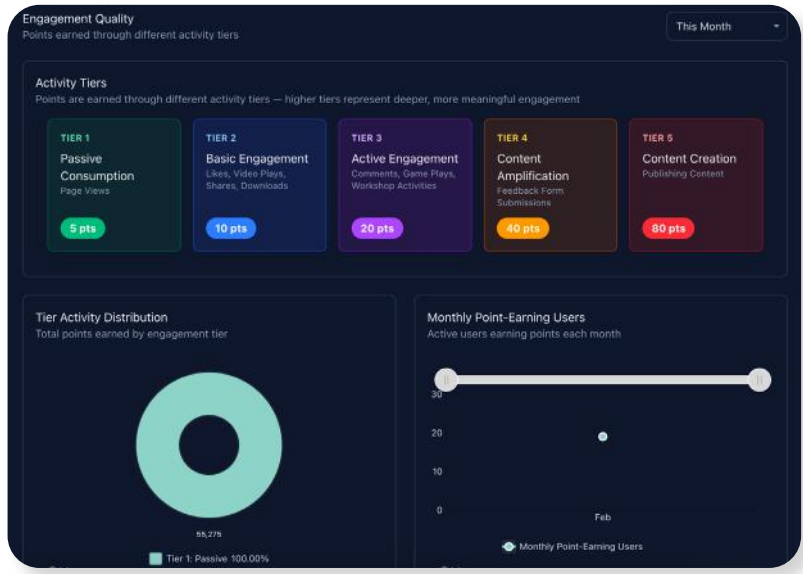 Engagement Quality
Points earned through different activity tiers
This Month
Activity Tiers
Points are earned through different activity tiers — higher tiers represent deeper, more meaningful engagement
TIER 1
Passive
Consumption
Page Views
5 pts
TIER 2
Basic Engagement
Likes, Video Plays,
Shares, Downloads
10 pts
TIER 3
Active Engagement
Comments, Game Plays,
Workshop Activities
20 pts
TIER 4
Content
Amplification
Feedback Form
Submissions
40 pts
TIER 5
Content Creation
Publishing Content
80 pts
Tier Activity Distribution
Total points earned by engagement tier
55,275
Tier 1: Passive 100.00%
Monthly Point-Earning Users
Active users earning points each month
30
20
10
0
Feb
Monthly Point-Earning Users